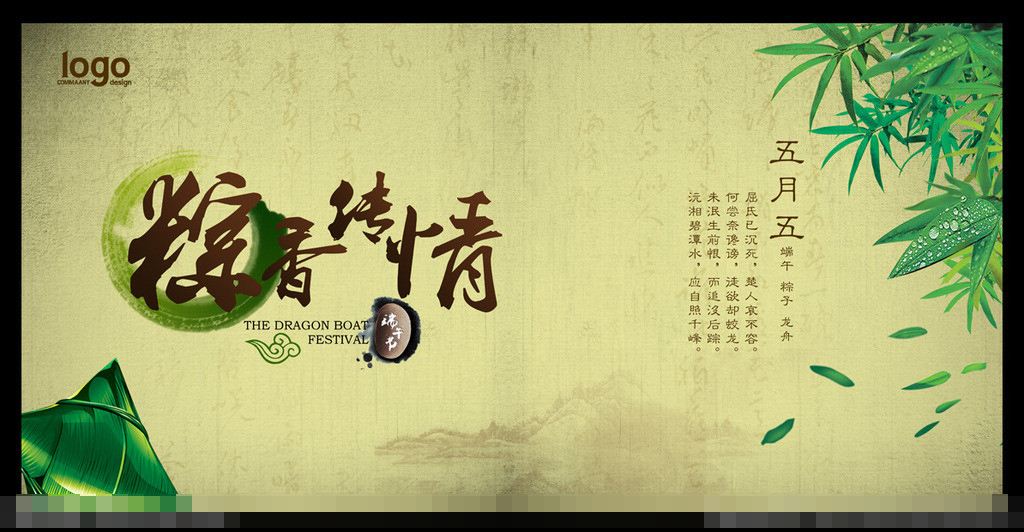 logo
COMMAANY design
粽香传情
THE DRAGON BOAT
FESTIVAL
端午节
五月五
端午 粽子 龙舟
屈氏已沉死，楚人哀不容。
何尝奈谗谤，徒欲却蛟龙。
未泯生前恨，而追没后踪。
沅湘碧潭水，应自照千峰。